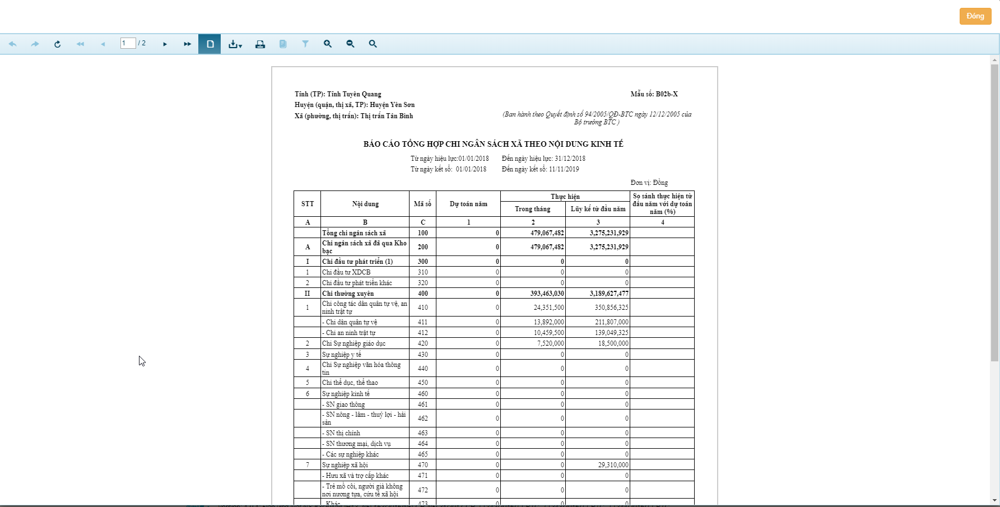 Đóng
1 / 2
Tỉnh (TP): Tỉnh Tuyên Quang
Mẫu số: B02b-X
Huyện (quận, thị xã, TP): Huyện Yên Sơn
Xã (phường, thị trấn): Thị trấn Tân Bình
(Ban hành theo Quyết định số 94/2005/QĐ-BTC ngày 12/12/2005 của
Bộ trưởng BTC )
BÁO CÁO TỔNG HỢP CHI NGÂN SÁCH XÃ THEO NỘI DUNG KINH TẾ
Từ ngày hiệu lực:01/01/2018 Đến ngày hiệu lực: 31/12/2018
Từ ngày kết sổ: 01/01/2018 Đến ngày kết sổ: 11/11/2019
Đơn vị: Đồng
STT Nội dung Mã số Dự toán năm Thực hiện
Trong tháng Lũy kế từ đầu năm
So sánh thực hiện từ
đầu năm với dự toán
năm (%)
A B C 1 2 3 4
Tổng chi ngân sách xã 100 0 479,067,482 3,275,231,929
A Chi ngân sách xã đã qua Kho
bạc 200 0 479,067,482 3,275,231,929
I Chi đầu tư phát triển (1) 300 0 0 0
1 Chi đầu tư XDCB 310 0 0 0
2 Chi đầu tư phát triển khác 320 0 0 0
II Chi thường xuyên 400 0 393,463,030 3,189,627,477
1 Chi công tác dân quân tự vệ, an
ninh trật tự 410 0 24,351,500 350,856,325
- Chi dân quân tự vệ 411 0 13,892,000 211,807,000
- Chi an ninh trật tự 412 0 10,459,500 139,049,325
2 Chi Sự nghiệp giáo dục 420 0 7,520,000 18,500,000
3 Sự nghiệp y tế 430 0 0 0
4 Chi Sự nghiệp văn hóa thông
tin 440 0 0 0
5 Chi thể dục, thể thao 450 0 0 0
6 Sự nghiệp kinh tế 460 0 0 0
- SN giao thông 461 0 0 0
- SN nông - lâm - thuỷ lợi - hải
sản 462 0 0 0
- SN thị chính 463 0 0 0
- SN thương mại, dịch vụ 464 0 0 0
- Các sự nghiệp khác 465 0 0 0
7 Sự nghiệp xã hội 470 0 0 29,310,000
- Hưu xã và trợ cấp khác 471 0 0 0
- Trẻ mồ côi, người già không
nơi nương tựa, cứu tế xã hội 472 0 0 0
- Khác 473 0 0 0